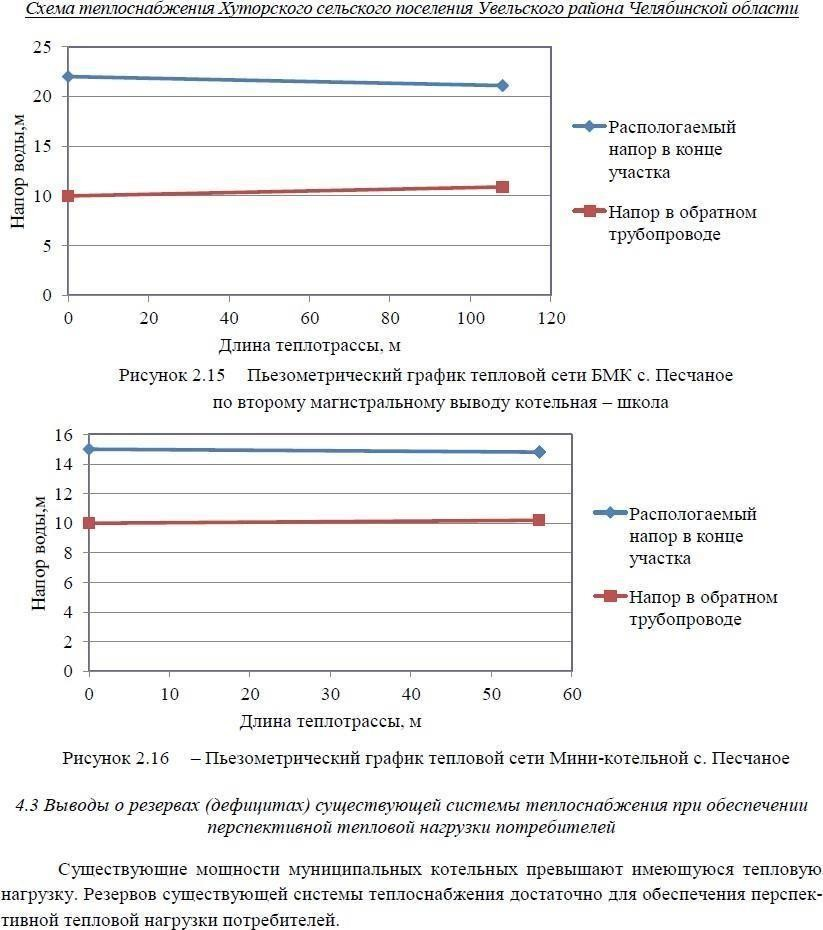 Схема теплоснабжения Хуторского сельского поселения Увельского района Челябинской области
25
20
15
10
5
0
Напор воды,м
0 20 40 60 80 100 120
Длина теплотрассы, м
Распологаемый
напор в конце
участка
Напор в обратном
трубопроводе
Рисунок 2.15 Пьезометрический график тепловой сети БМК с. Песчаное
по второму магистральному выводу котельная – школа
16
14
12
10
8
6
4
2
0
Напор воды,м
0 10 20 30 40 50 60
Длина теплотрассы, м
Распологаемый
напор в конце
участка
Напор в обратном
трубопроводе
Рисунок 2.16 – Пьезометрический график тепловой сети Мини-котельной с. Песчаное
4.3 Выводы о резервах (дефицитах) существующей системы теплоснабжения при обеспечении
перспективной тепловой нагрузки потребителей
Существующие мощности муниципальных котельных превышают имеющуюся тепловую
нагрузку. Резервов существующей системы теплоснабжения достаточно для обеспечения перспек-
тивной тепловой нагрузки потребителей.